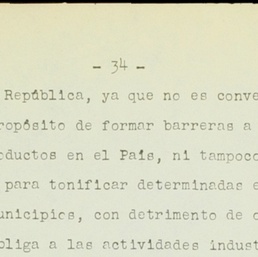 - 34 -
República, ya que no es conve
ropósito de formar barreras a
oductos en el País, ni tampoco
para tonificar determinadas e
unicipios, con detrimento de
bliga a las actividades indust